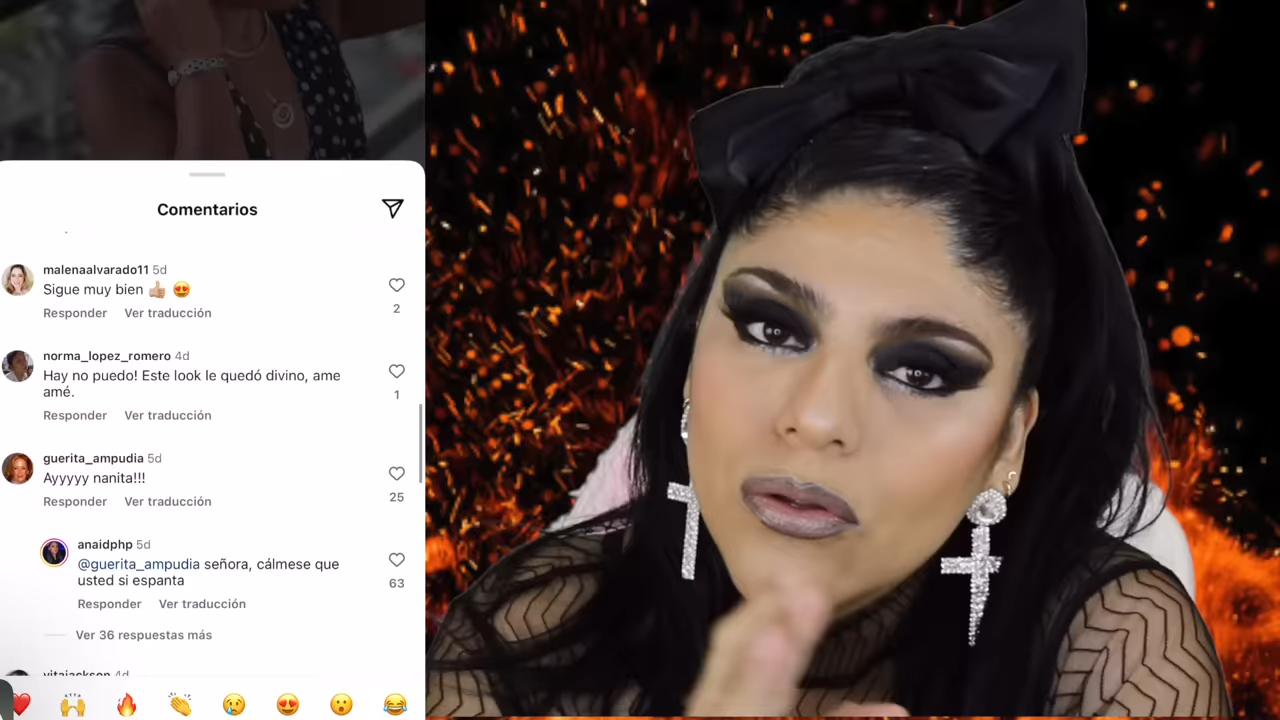 Comentarios
malenaalvarado11 5d
Sigue muy bien 👍🏼 😍
2
Responder Ver traducción
norma_lopez_romero 4d
Hay no puedo! Este look le quedó divino, ame
amé.
1
Responder Ver traducción
guerita_ampudia 5d
Ayyyyy nanita!!!
25
Responder Ver traducción
anaidphp 5d
@guerita_ampudia señora, cálmese que
usted si espanta
63
Responder Ver traducción
Ver 36 respuestas más
vitajackson 4d